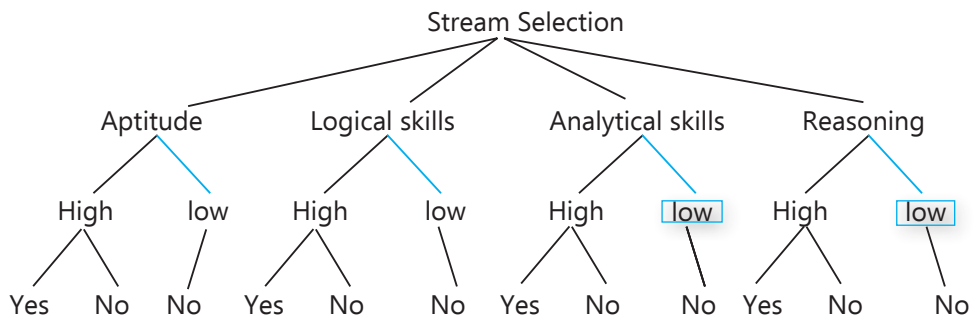 Stream Selection
Aptitude Logical skills Analytical skills Reasoning
High low High low High low High low
Yes No No Yes No No Yes No No Yes No No